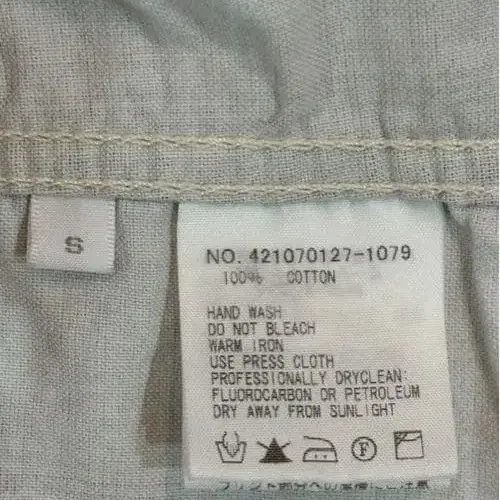 S
NO. 421070127-1079
100% COTTON
HAND WASH
DO NOT BLEACH
WARM IRON
USE PRESS CLOTH
PROFESSIONALLY DRYCLEAN:
FLUOROCARBON OR PETROLEUM
DRY AWAY FROM SUNLIGHT
F